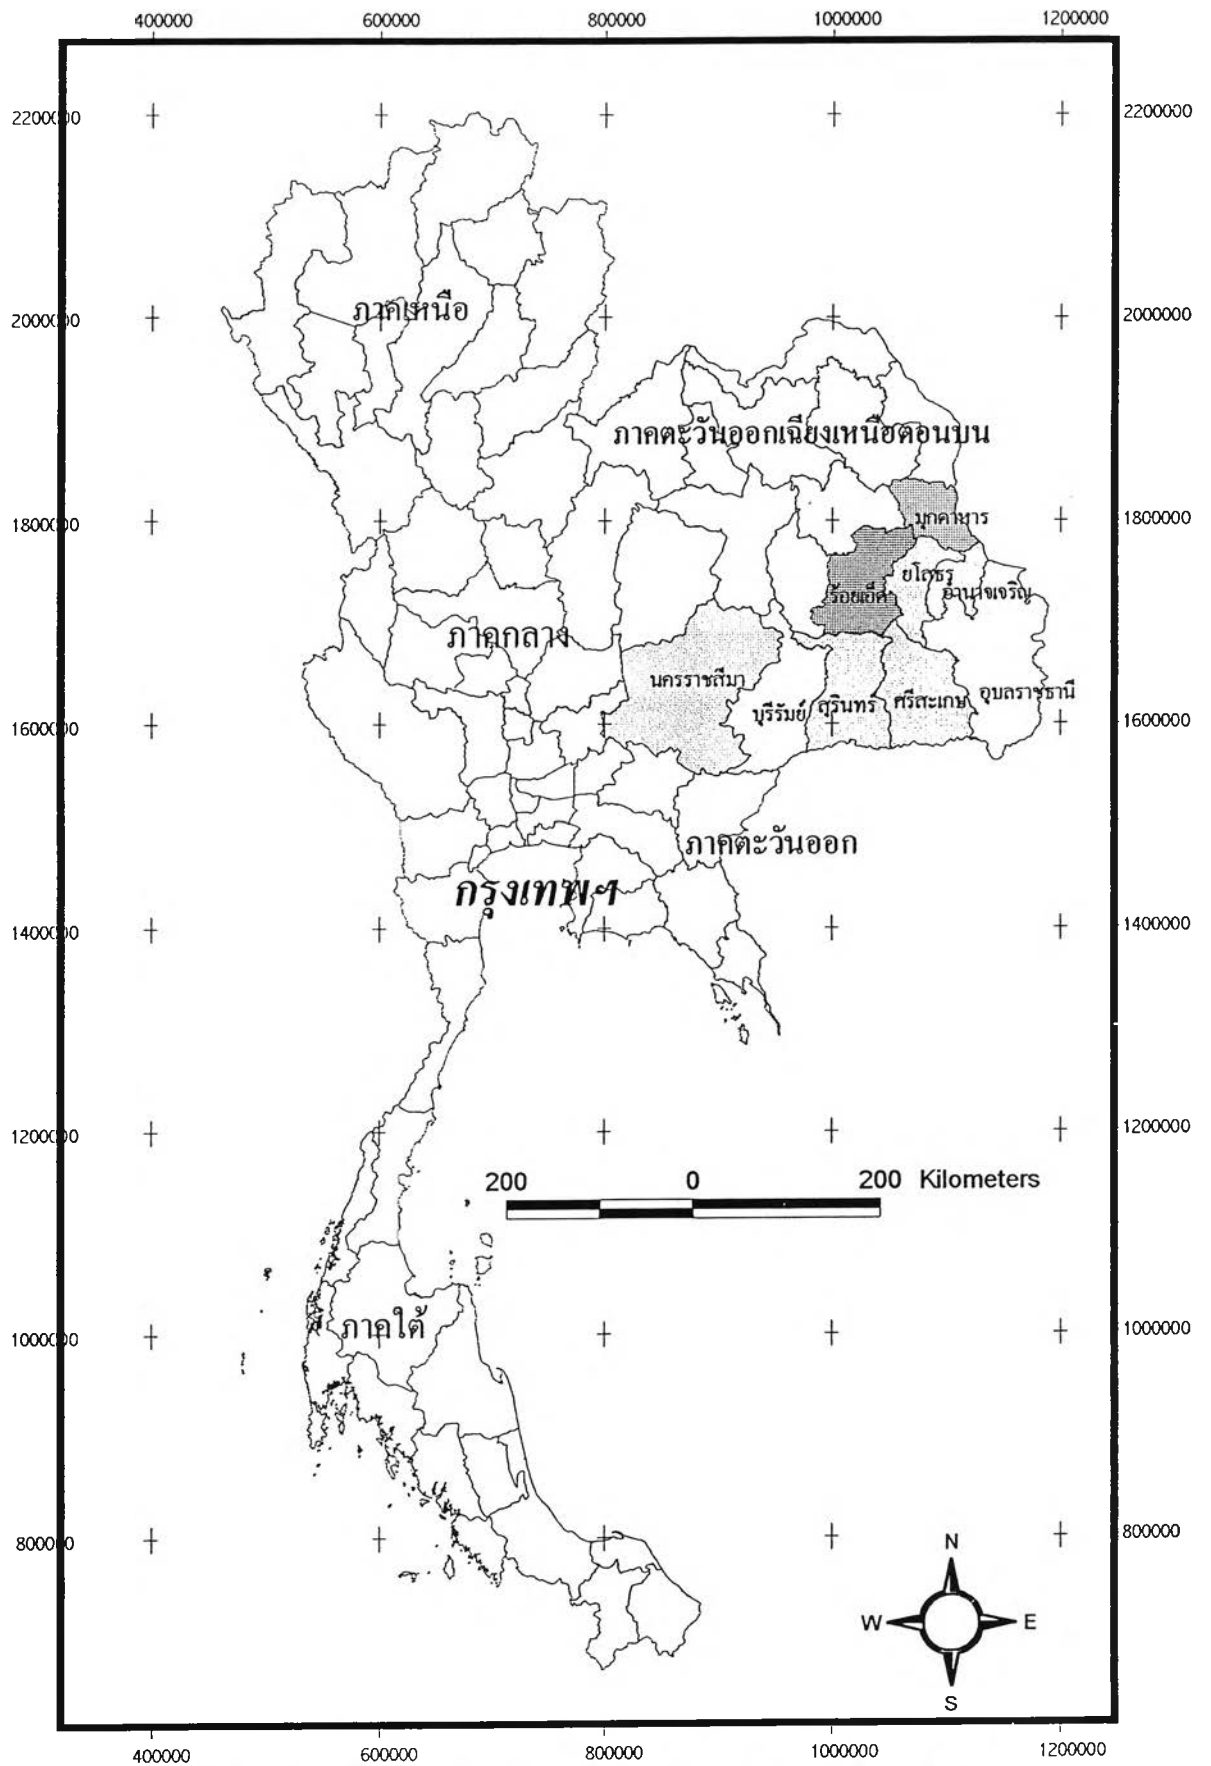 400000 600000 800000 1000000 1200000
2200000 2200000
ภาคเหนือ
2000000 2000000
ภาคตะวันออกเฉียงเหนือตอนบน
มุกดาหาร
1800000 1800000
ยโสธร
ร้อยเอ็ด อำนาจเจริญ
ภาคกลาง
นครราชสีมา
บุรีรัมย์ สุรินทร์ ศรีสะเกษ อุบลราชธานี
1600000 1600000
ภาคตะวันออก
กรุงเทพฯ
1400000 1400000
1200000 1200000
200 0 200 Kilometers
ภาคใต้
1000000 1000000
800000 800000
N
W E
S
400000 600000 800000 1000000 1200000